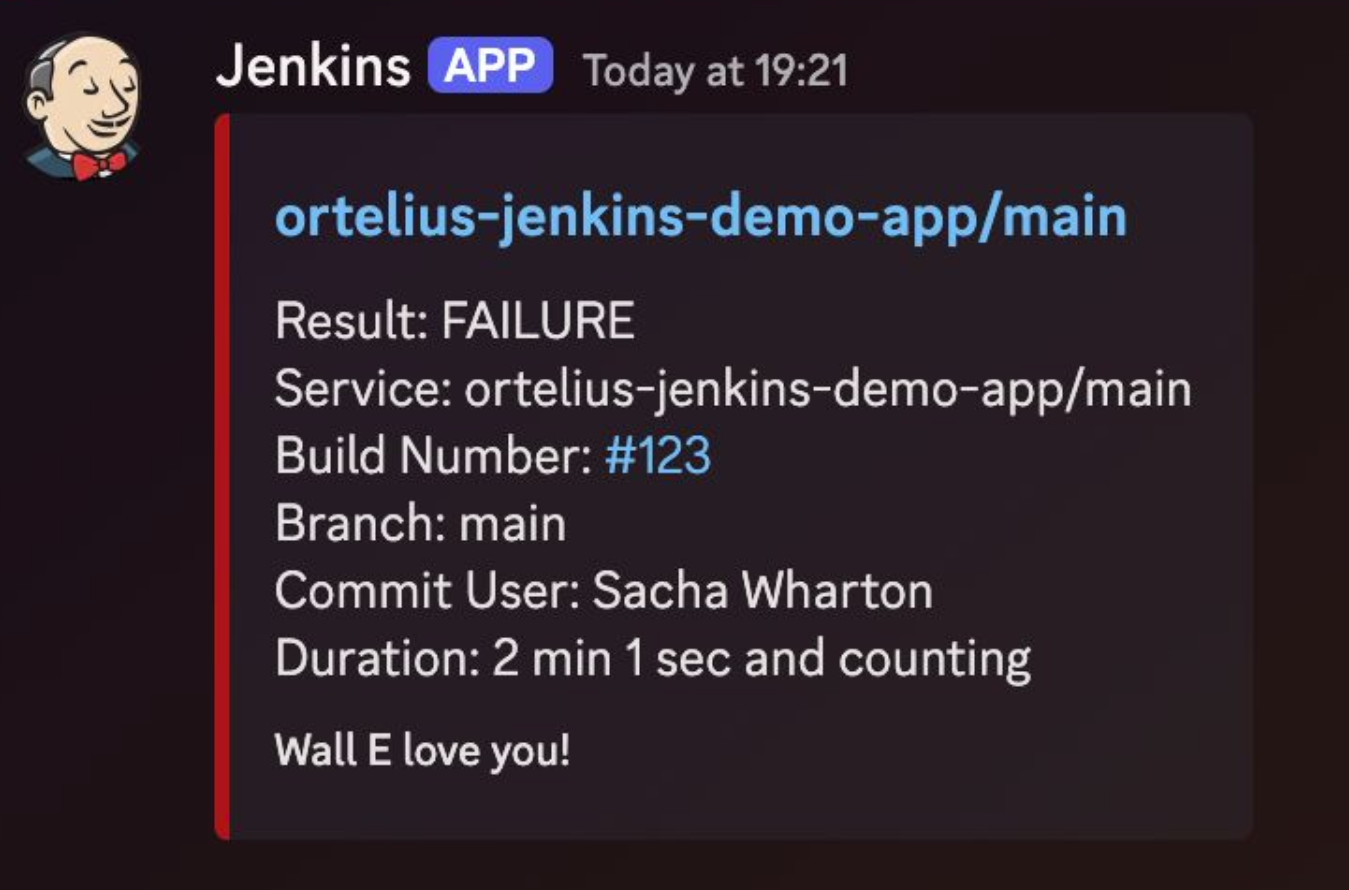 Jenkins APP Today at 19:21
ortelius-jenkins-demo-app/main
Result: FAILURE
Service: ortelius-jenkins-demo-app/main
Build Number: #123
Branch: main
Commit User: Sacha Wharton
Duration: 2 min 1 sec and counting
Wall E love you!